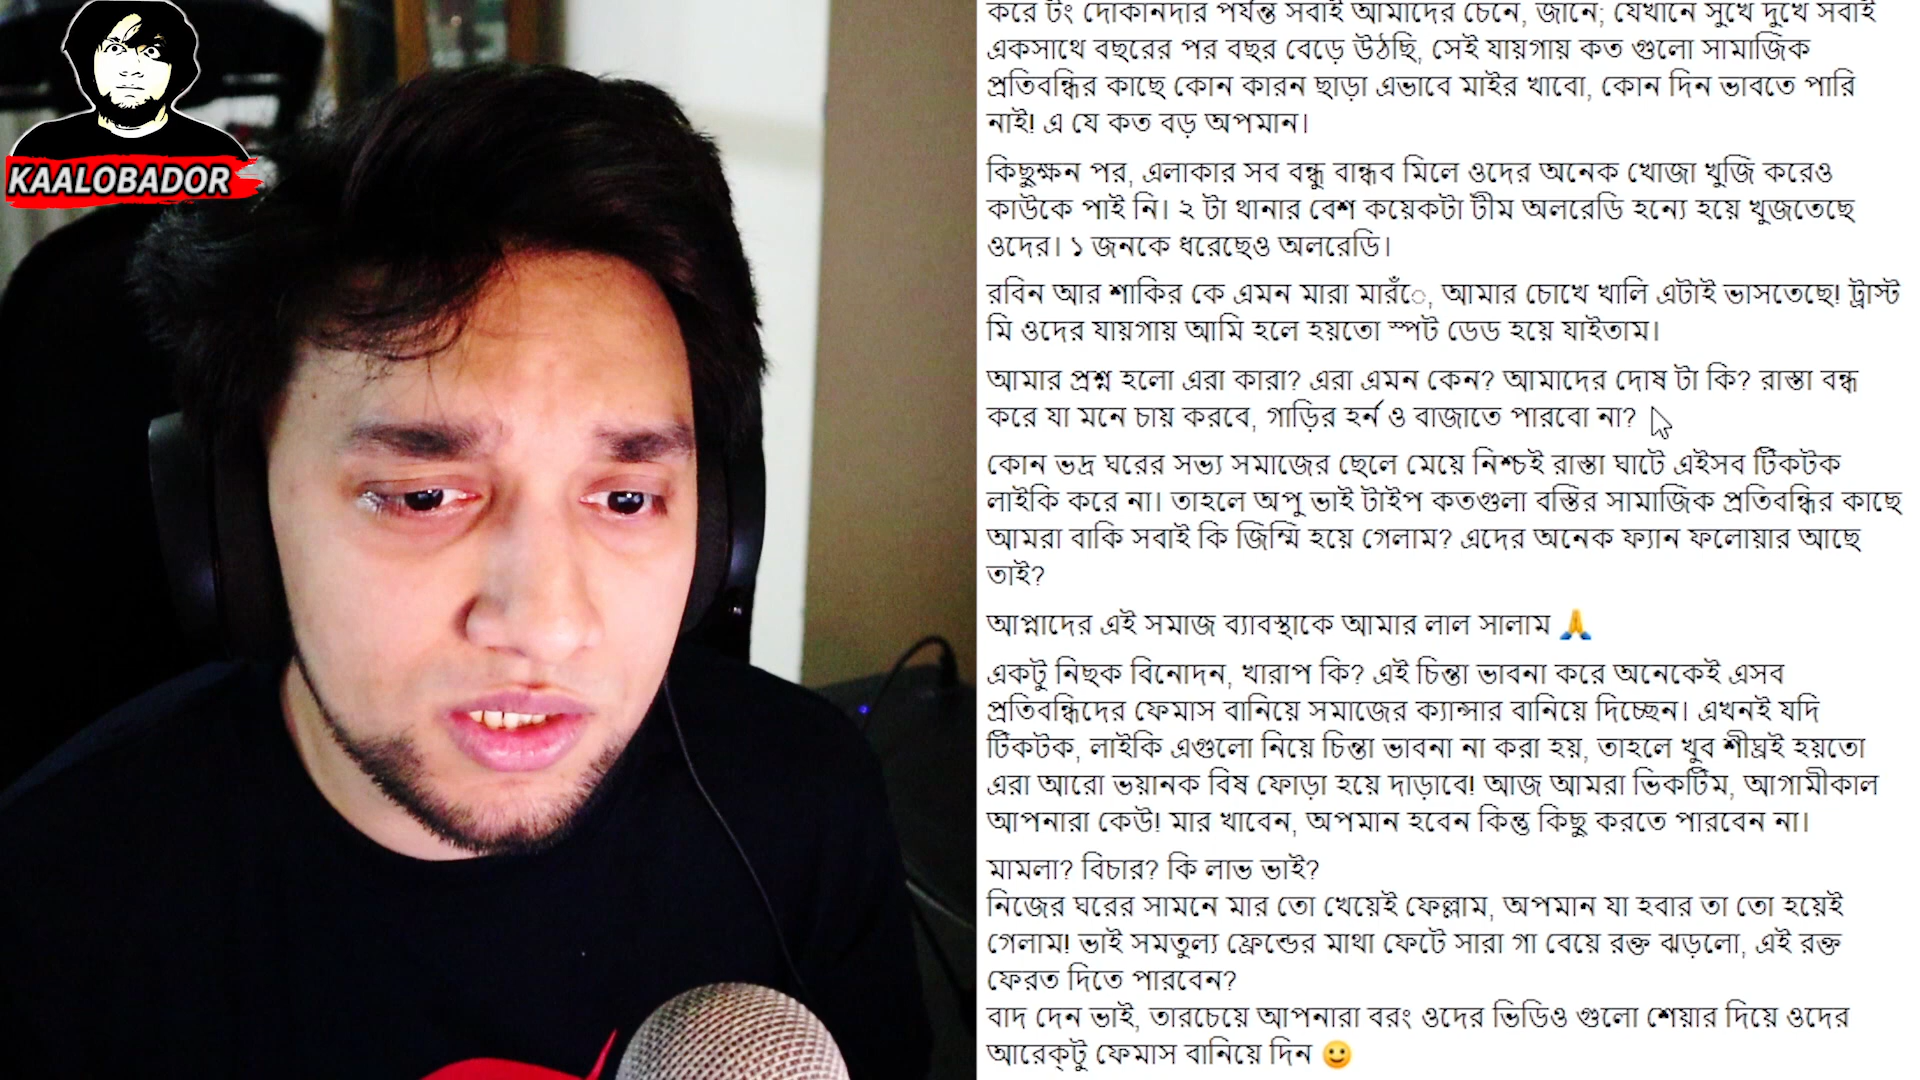 KAALOBADOR
করে টং দোকানদার পর্যন্ত সবাই আমাদের চেনে, জানে; যেখানে সুখে দুখে সবাই
একসাথে বছরের পর বছর বেড়ে উঠছি, সেই যায়গায় কত গুলো সামাজিক
প্রতিবন্ধির কাছে কোন কারন ছাড়া এভাবে মাইর খাবো, কোন দিন ভাবতে পারি
নাই! এ যে কত বড় অপমান।
কিছুক্ষন পর, এলাকার সব বন্ধু বান্ধব মিলে ওদের অনেক খোজা খুজি করেও
কাউকে পাই নি। ২ টা থানার বেশ কয়েকটা টীম অলরেডি হন্যে হয়ে খুজতেছে
ওদের। ১ জনকে ধরেছেও অলরেডি।
রবিন আর শাকির কে এমন মারা মারঁে, আমার চোখে খালি এটাই ভাসতেছে! ট্রাস্ট
মি ওদের যায়গায় আমি হলে হয়তো স্পট ডেড হয়ে যাইতাম।
আমার প্রশ্ন হলো এরা কারা? এরা এমন কেন? আমাদের দোষ টা কি? রাস্তা বন্ধ
করে যা মনে চায় করবে, গাড়ির হর্ন ও বাজাতে পারবো না?
কোন ভদ্র ঘরের সভ্য সমাজের ছেলে মেয়ে নিশ্চই রাস্তা ঘাটে এইসব টিকটক
লাইকি করে না। তাহলে অপু ভাই টাইপ কতগুলা বস্তির সামাজিক প্রতিবন্ধির কাছে
আমরা বাকি সবাই কি জিম্মি হয়ে গেলাম? এদের অনেক ফ্যান ফলোয়ার আছে
তাই?
আপ্নাদের এই সমাজ ব্যাবস্থাকে আমার লাল সালাম 🙏
একটু নিছক বিনোদন, খারাপ কি? এই চিন্তা ভাবনা করে অনেকেই এসব
প্রতিবন্ধিদের ফেমাস বানিয়ে সমাজের ক্যান্সার বানিয়ে দিচ্ছেন। এখনই যদি
টিকটক, লাইকি এগুলো নিয়ে চিন্তা ভাবনা না করা হয়, তাহলে খুব শীঘ্রই হয়তো
এরা আরো ভয়ানক বিষ ফোড়া হয়ে দাড়াবে! আজ আমরা ভিকটিম, আগামীকাল
আপনারা কেউ! মার খাবেন, অপমান হবেন কিন্তু কিছু করতে পারবেন না।
মামলা? বিচার? কি লাভ ভাই?
নিজের ঘরের সামনে মার তো খেয়েই ফেল্লাম, অপমান যা হবার তা তো হয়েই
গেলাম! ভাই সমতুল্য ফ্রেন্ডের মাথা ফেটে সারা গা বেয়ে রক্ত ঝড়লো, এই রক্ত
ফেরত দিতে পারবেন?
বাদ দেন ভাই, তারচেয়ে আপনারা বরং ওদের ভিডিও গুলো শেয়ার দিয়ে ওদের
আরেক্টু ফেমাস বানিয়ে দিন 🙂